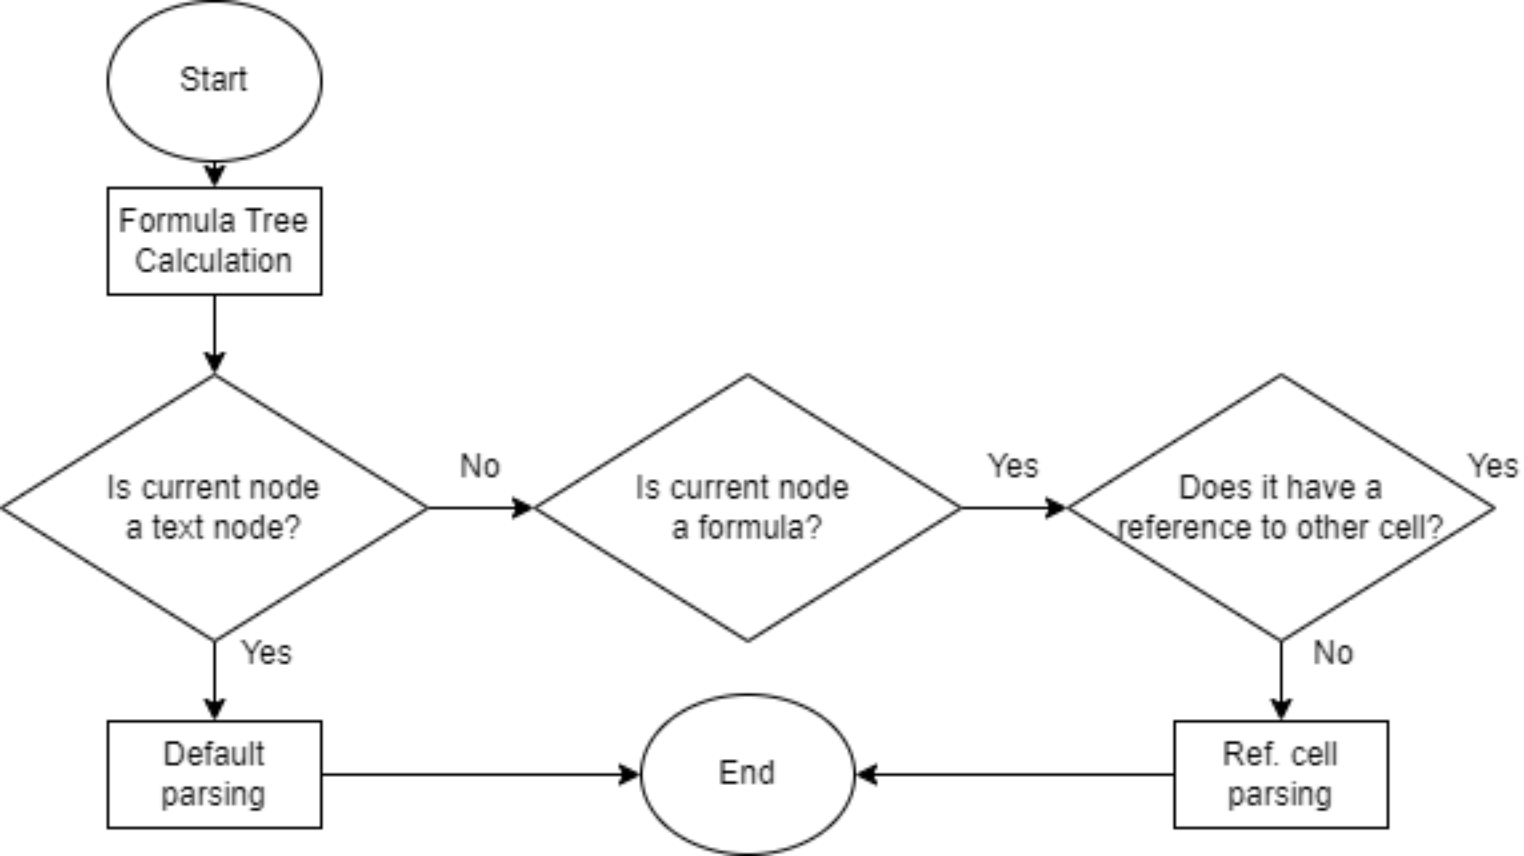 Start
Formula Tree
Calculation
Is current node
a text node?
No
Is current node
a formula?
Yes
Does it have a
reference to other cell?
Yes
Yes
No
Default
parsing
End
Ref. cell
parsing